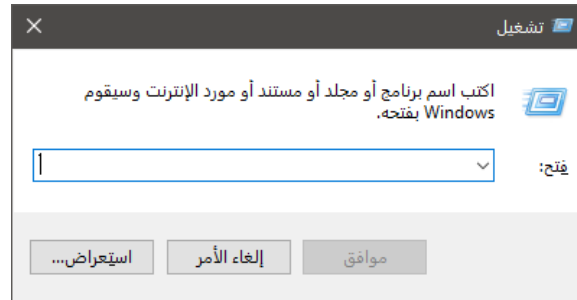 تشغيل
اكتب اسم برنامج أو مجلد أو مستند أو مورد الإنترنت وسيقوم
Windows بفتحه.
فتح:
موافق
إلغاء الأمر
استعراض...